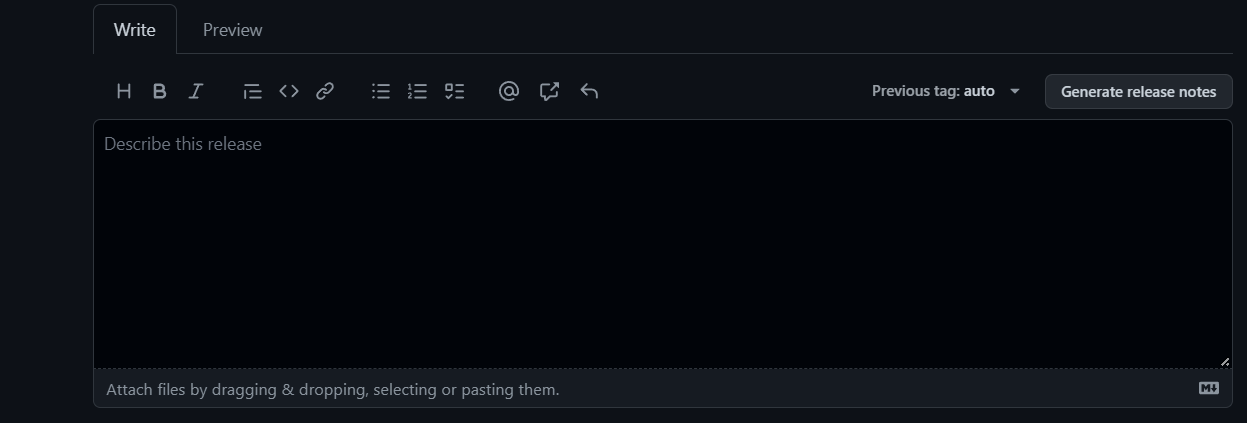 Write Preview
H B I @ Previous tag: auto Generate release notes
Describe this release
Attach files by dragging & dropping, selecting or pasting them.